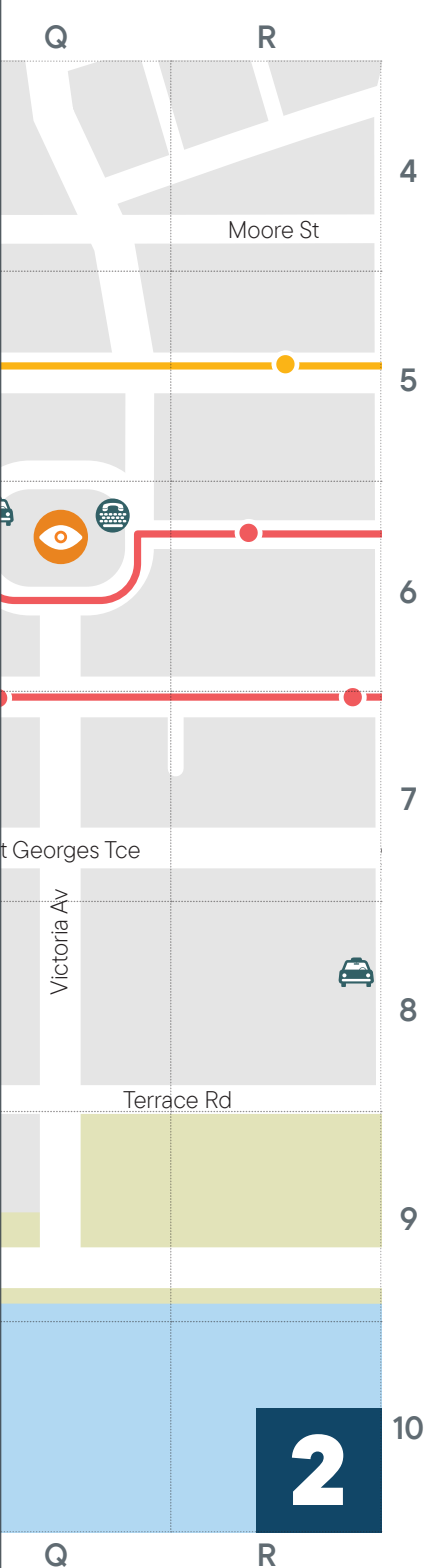 Q R
4
Moore St
5
6
7
t Georges Tce
Victoria Av
8
Terrace Rd
9
10
2
Q R